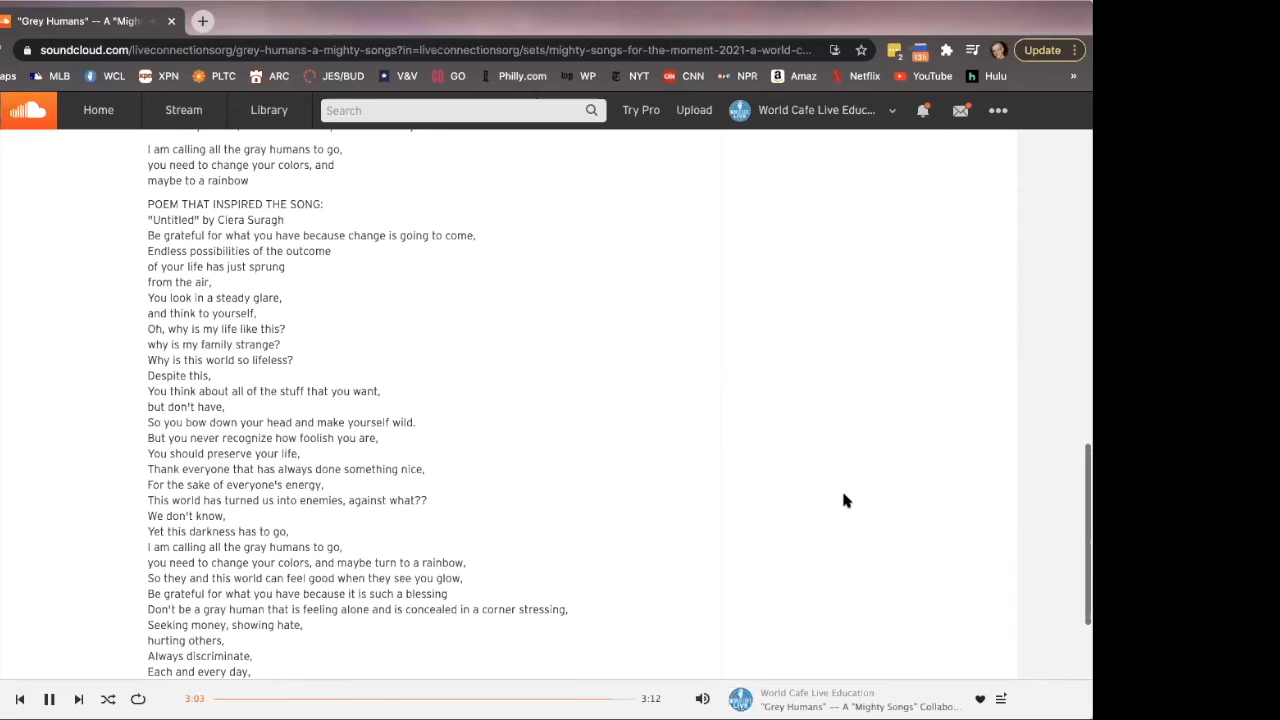 "Grey Humans" -- A "Migh
soundcloud.com/liveconnectionsorg/grey-humans-a-mighty-songs?in=liveconnectionsorg/sets/mighty-songs-for-the-moment-2021-a-world-c...
2
13h
Update
aps
MLB
WCL
xpn
XPN
PLTC
ARC
JES/BUD
V&V
GO
Philly.com
WP
NYT
CNN
NPR
Amaz
Netflix
YouTube
Hulu
»
Home
Stream
Library
Search
Try Pro
Upload
World Cafe Live Educ...
I am calling all the gray humans to go,
you need to change your colors, and
maybe to a rainbow
POEM THAT INSPIRED THE SONG:
"Untitled" by Ciera Suragh
Be grateful for what you have because change is going to come,
Endless possibilities of the outcome
of your life has just sprung
from the air,
You look in a steady glare,
and think to yourself,
Oh, why is my life like this?
why is my family strange?
Why is this world so lifeless?
Despite this,
You think about all of the stuff that you want,
but don't have,
So you bow down your head and make yourself wild.
But you never recognize how foolish you are,
You should preserve your life,
Thank everyone that has always done something nice,
For the sake of everyone's energy,
This world has turned us into enemies, against what??
We don't know,
Yet this darkness has to go,
I am calling all the gray humans to go,
you need to change your colors, and maybe turn to a rainbow,
So they and this world can feel good when they see you glow,
Be grateful for what you have because it is such a blessing
Don't be a gray human that is feeling alone and is concealed in a corner stressing,
Seeking money, showing hate,
hurting others,
Always discriminate,
Each and every day,
3:03
3:12
World Cafe Live Education
"Grey Humans" -- A "Mighty Songs" Collabo...